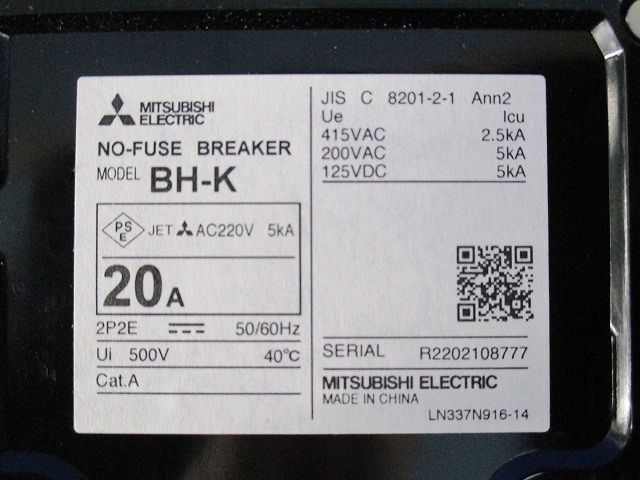 MITSUBISHI
ELECTRIC
NO-FUSE BREAKER
MODEL BH-K
PS
E
JET AC220V 5kA
20A
2P2E 50/60Hz
Ui 500V 40℃
Cat.A
JIS C 8201-2-1 Ann2
Ue Icu
415VAC 2.5kA
200VAC 5kA
125VDC 5kA
SERIAL R2202108777
MITSUBISHI ELECTRIC
MADE IN CHINA
LN337N916-14